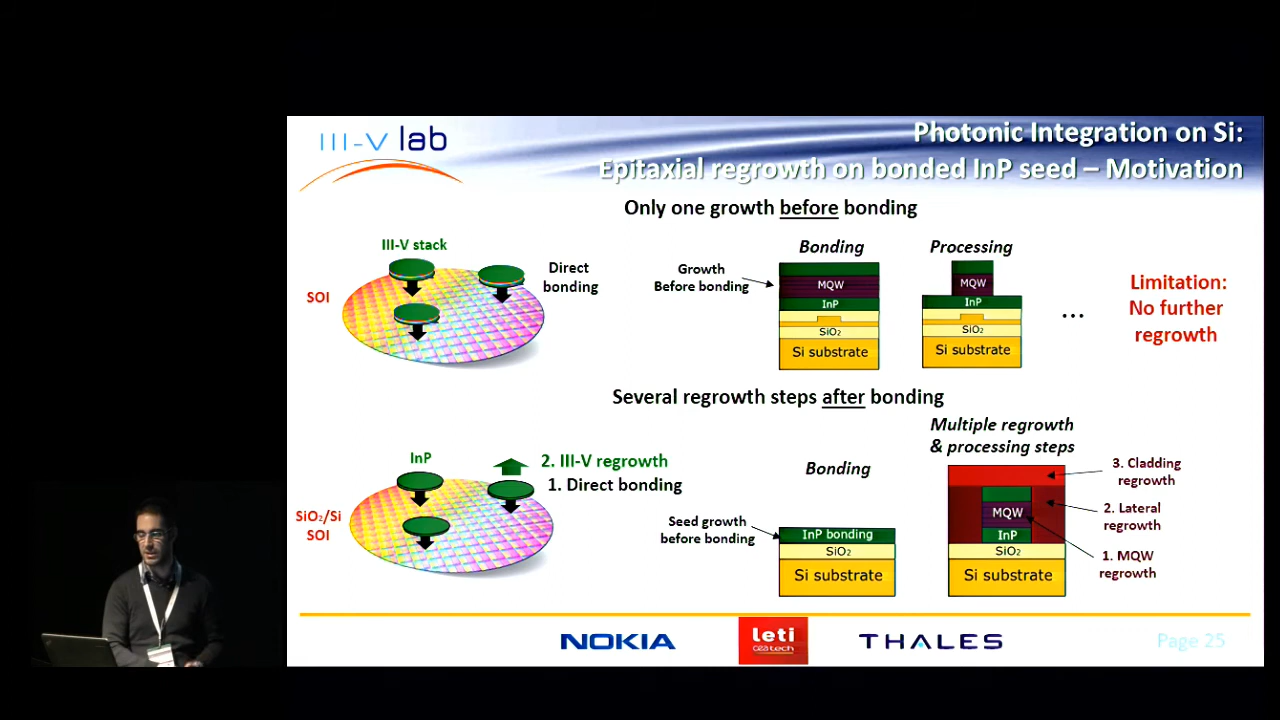 III-V lab
Photonic Integration on Si:
Epitaxial regrowth on bonded InP seed – Motivation
Only one growth before bonding
III-V stack
SOI
Direct
bonding
Growth
Before bonding
Bonding
MQW
InP
SiO₂
Si substrate
Processing
MQW
InP
SiO₂
Si substrate
...
Limitation:
No further
regrowth
Several regrowth steps after bonding
InP
SiO₂/Si
SOI
2. III-V regrowth
1. Direct bonding
Seed growth
before bonding
Bonding
InP bonding
SiO₂
Si substrate
Multiple regrowth
& processing steps
MQW
InP
SiO₂
Si substrate
3. Cladding
regrowth
2. Lateral
regrowth
1. MQW
regrowth
NOKIA
leti
ceatech
THALES
Page 25